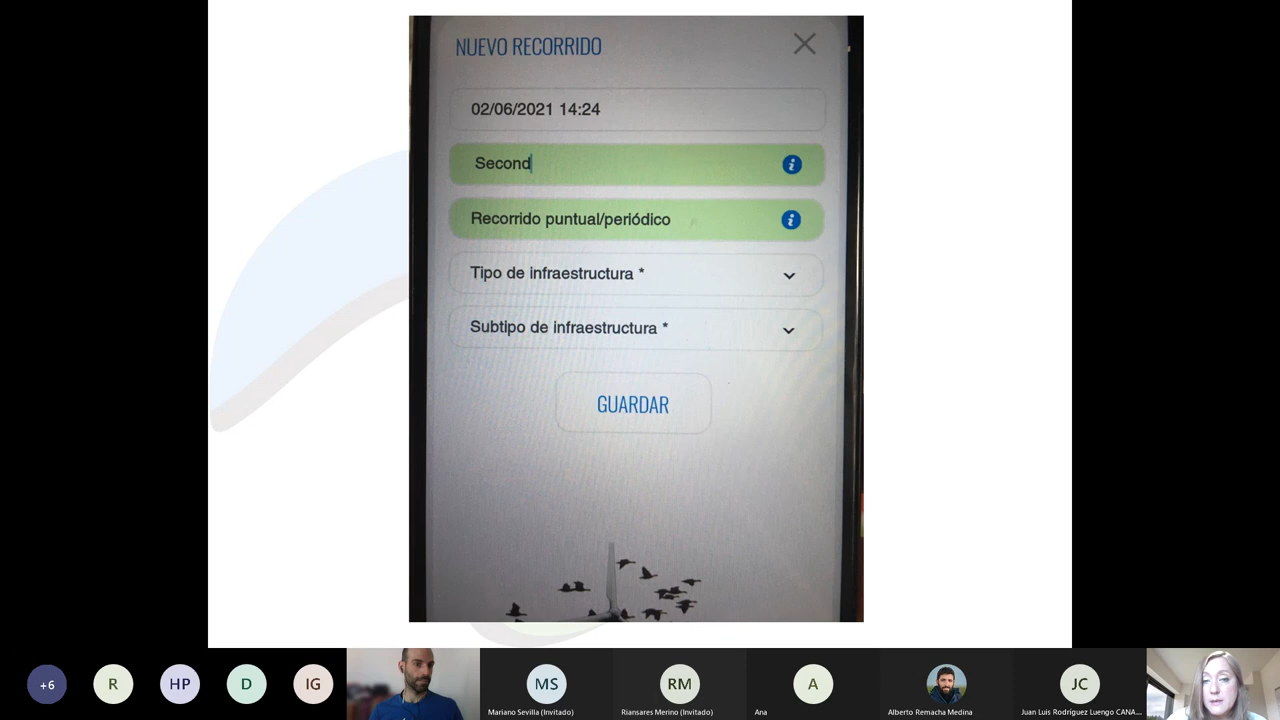 NUEVO RECORRIDO
02/06/2021 14:24
Second
Recorrido puntual/periódico
Tipo de infraestructura *
Subtipo de infraestructura *
GUARDAR
+6
R
HP
D
IG
MS
Mariano Sevilla (Invitado)
RM
Riansares Merino (Invitado)
A
Ana
Alberto Remacha Medina
JC
Juan Luis Rodríguez Luengo CANA...